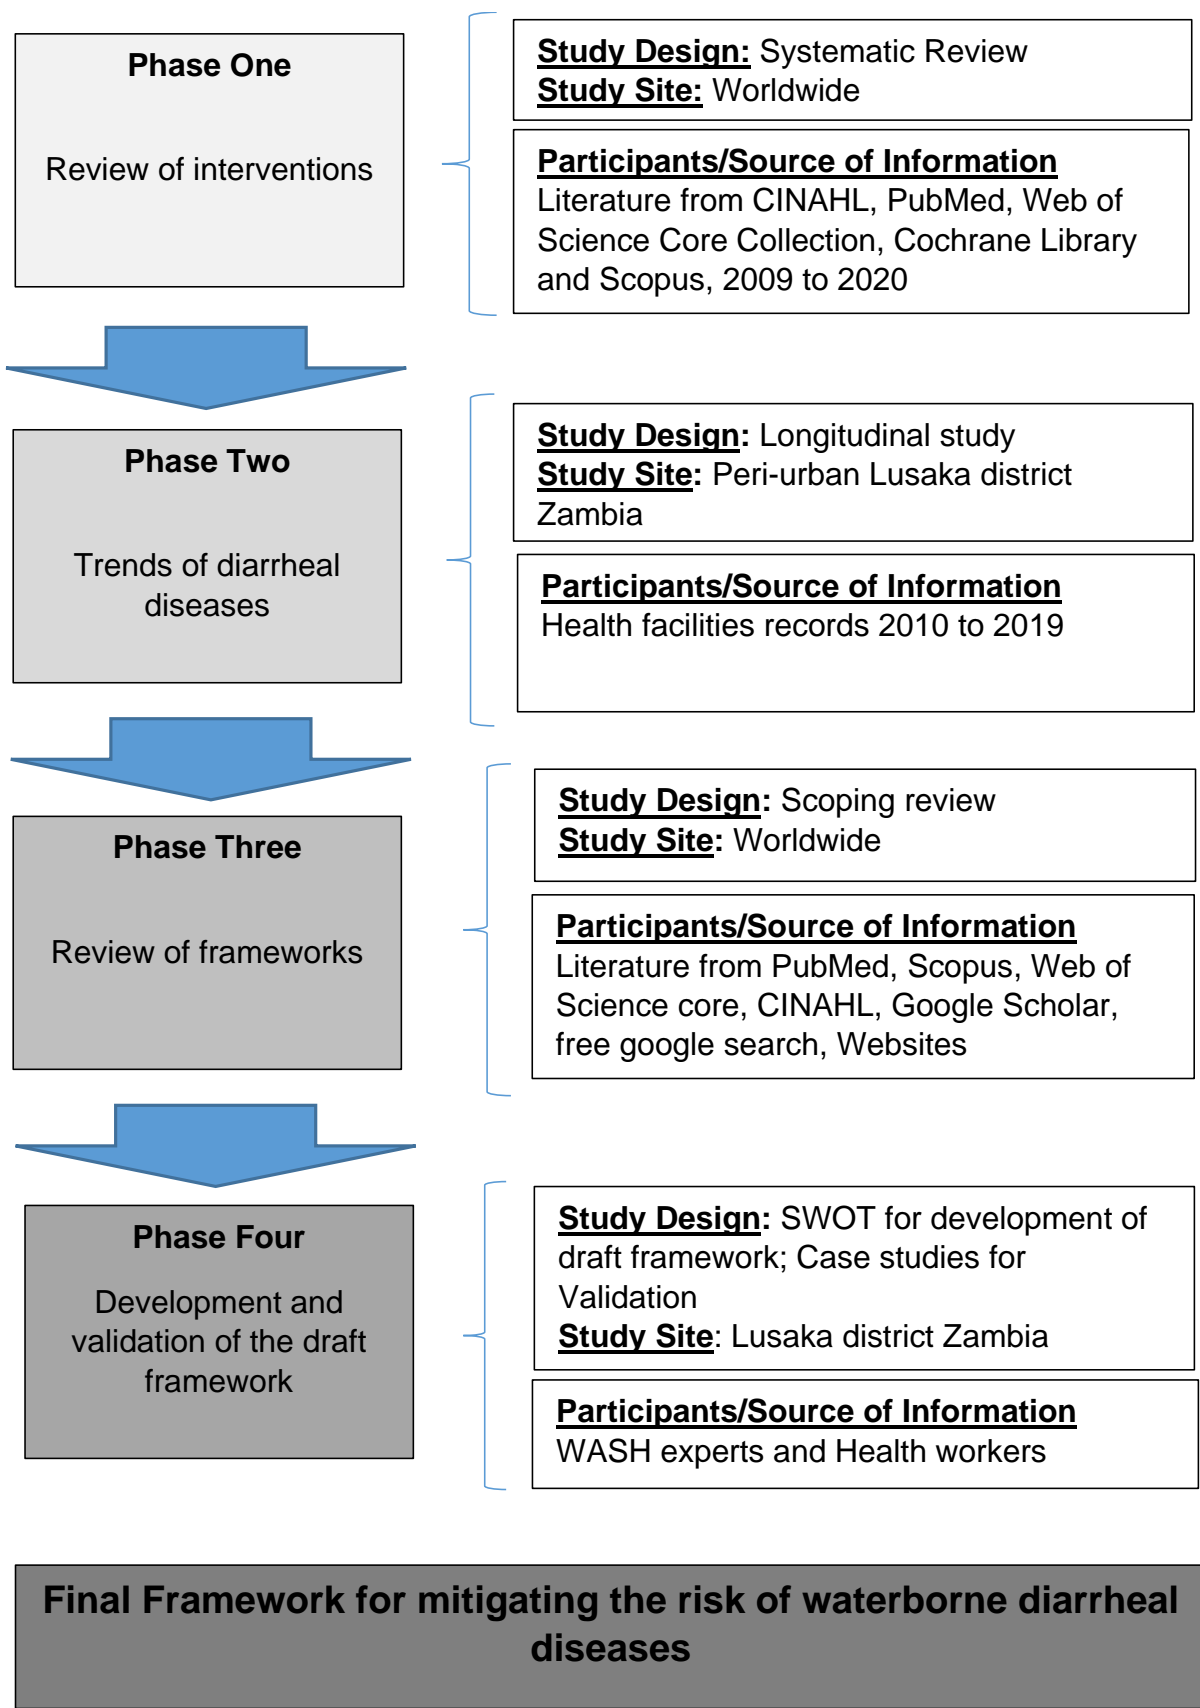 Phase One
Review of interventions
Study Design: Systematic Review
Study Site: Worldwide
Participants/Source of Information
Literature from CINAHL, PubMed, Web of
Science Core Collection, Cochrane Library
and Scopus, 2009 to 2020
Phase Two
Trends of diarrheal
diseases
Study Design: Longitudinal study
Study Site: Peri-urban Lusaka district
Zambia
Participants/Source of Information
Health facilities records 2010 to 2019
Phase Three
Review of frameworks
Study Design: Scoping review
Study Site: Worldwide
Participants/Source of Information
Literature from PubMed, Scopus, Web of
Science core, CINAHL, Google Scholar,
free google search, Websites
Phase Four
Development and
validation of the draft
framework
Study Design: SWOT for development of
draft framework; Case studies for
Validation
Study Site: Lusaka district Zambia
Participants/Source of Information
WASH experts and Health workers
Final Framework for mitigating the risk of waterborne diarrheal
diseases